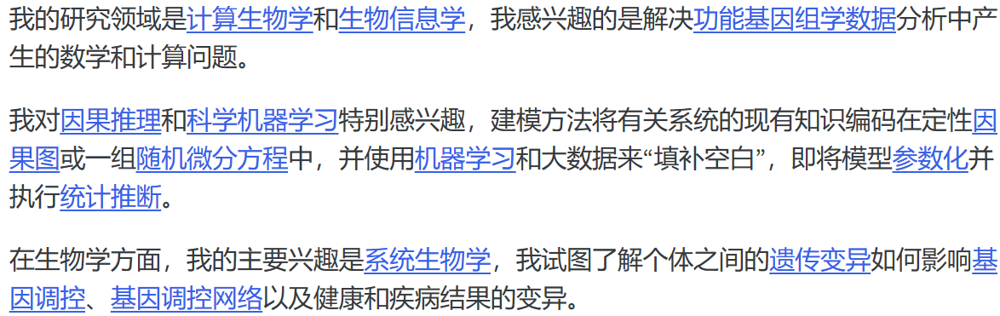 我的研究领域是计算生物学和生物信息学，我感兴趣的是解决功能基因组学数据分析中产
生的数学和计算问题。
我对因果推理和科学机器学习特别感兴趣，建模方法将有关系统的现有知识编码在定性因
果图或一组随机微分方程中，并使用机器学习和大数据来“填补空白”，即将模型参数化并
执行统计推断。
在生物学方面，我的主要兴趣是系统生物学，我试图了解个体之间的遗传变异如何影响基
因调控、基因调控网络以及健康和疾病结果的变异。